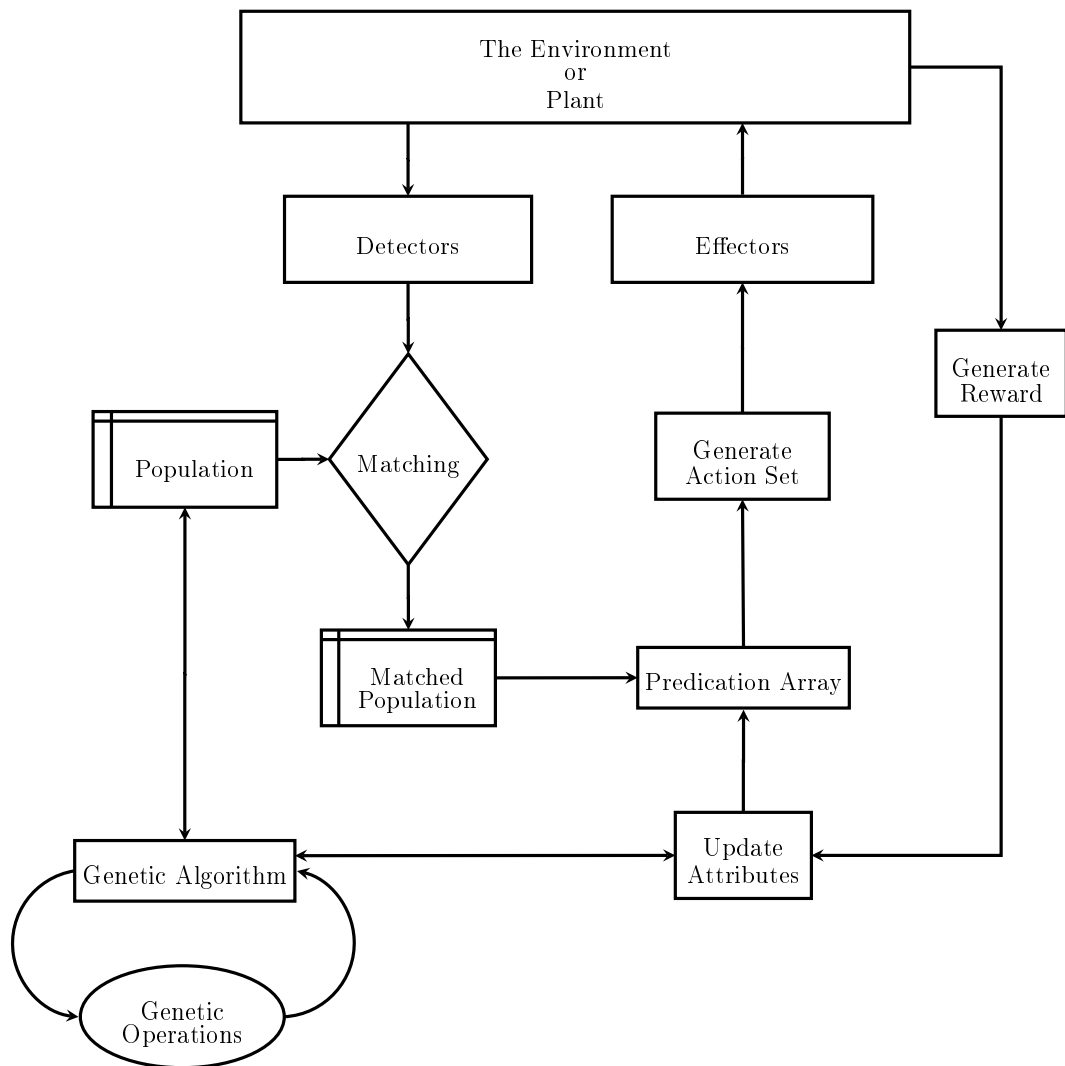 The Environment
or
Plant
Detectors
Effectors
Generate
Reward
Population
Matching
Generate
Action Set
Matched
Population
Predication Array
Genetic Algorithm
Update
Attributes
Genetic
Operations